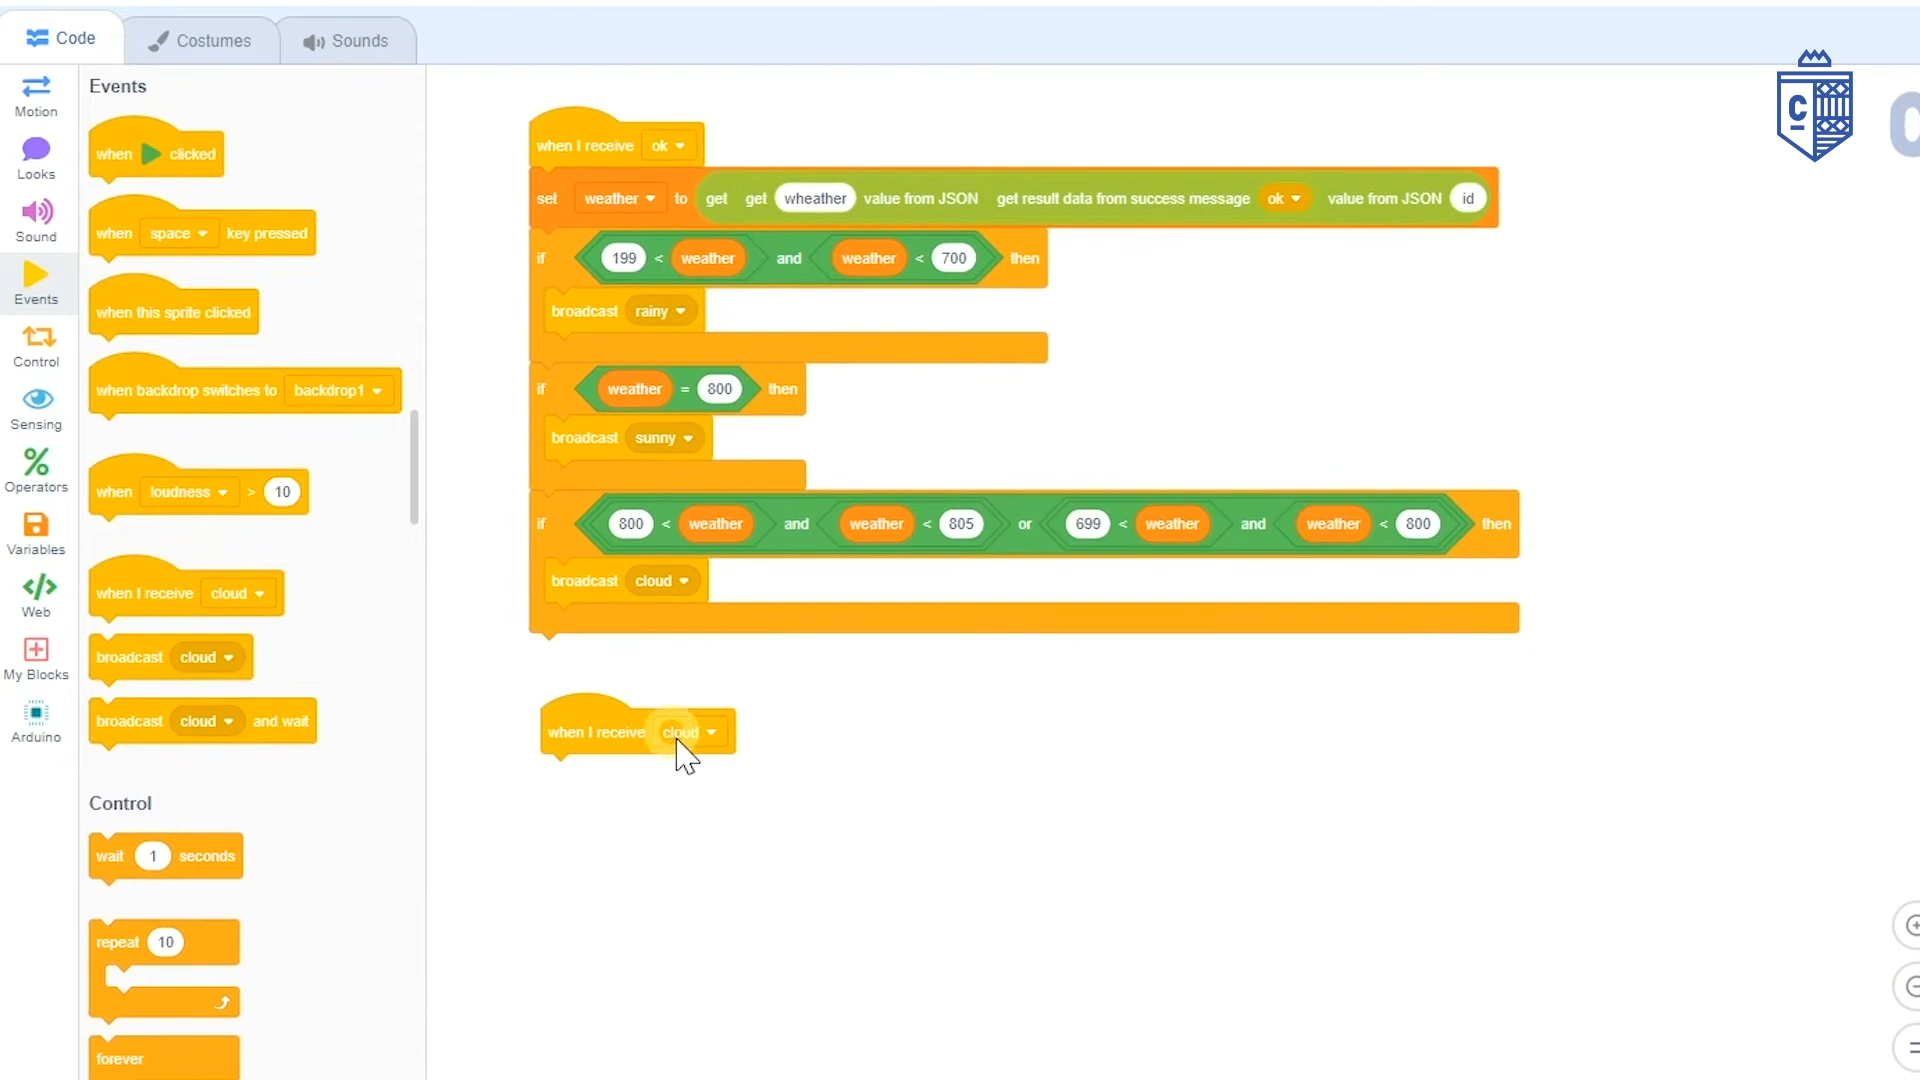 Code
Costumes
Sounds
Motion
Looks
Sound
Events
Control
Sensing
Operators
Variables
Web
My Blocks
Arduino
Events
when clicked
when space key pressed
when this sprite clicked
when backdrop switches to backdrop1
when loudness > 10
when I receive cloud
broadcast cloud
broadcast cloud and wait
Control
wait 1 seconds
repeat 10
forever
when I receive ok
set weather to get get wheather value from JSON get result data from success message ok value from JSON id
if 199 < weather and weather < 700 then
broadcast rainy
if weather = 800 then
broadcast sunny
if 800 < weather and weather < 805 or 699 < weather and weather < 800 then
broadcast cloud
when I receive cloud
C
C